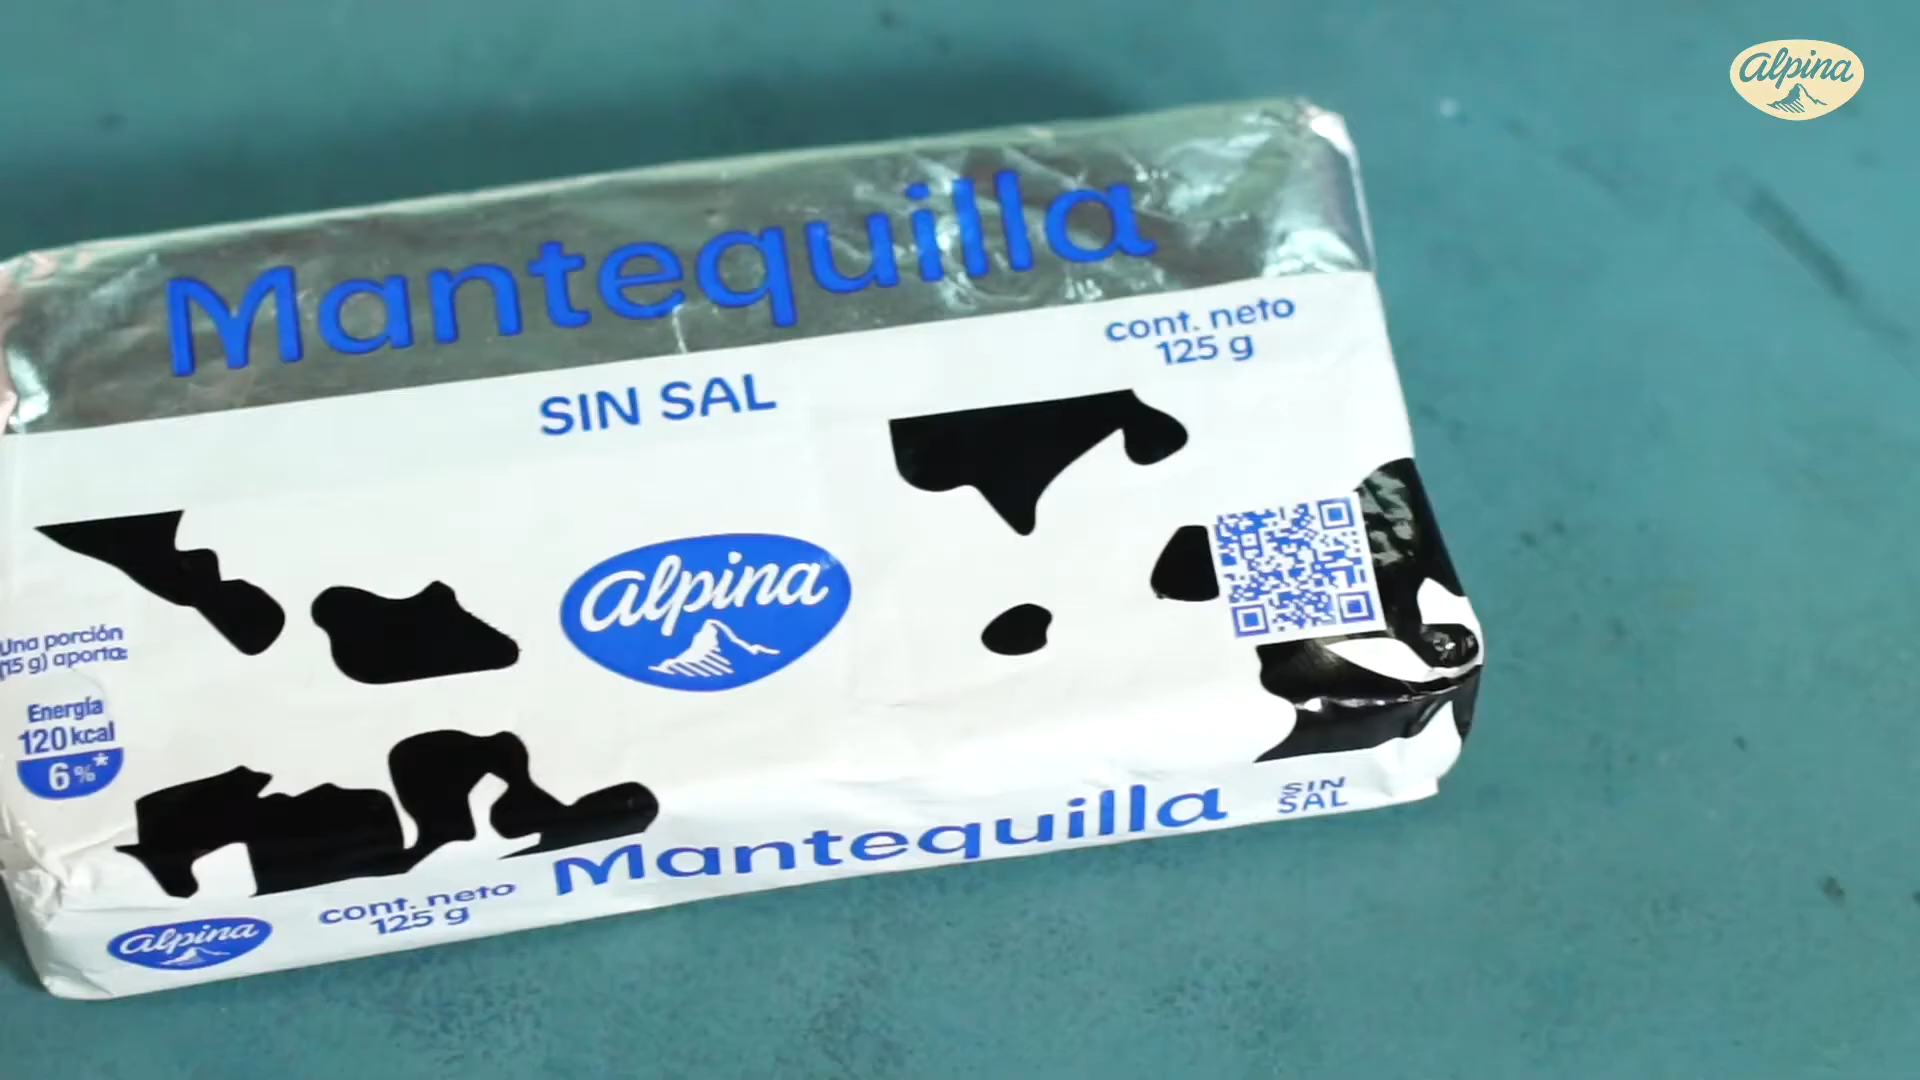 alpina
Mantequilla
cont. neto
125 g
SIN SAL
alpina
Una porción
(15 g) aporta:
Energía
120 kcal
6%*
Mantequilla
SIN
SAL
cont. neto
125 g
alpina